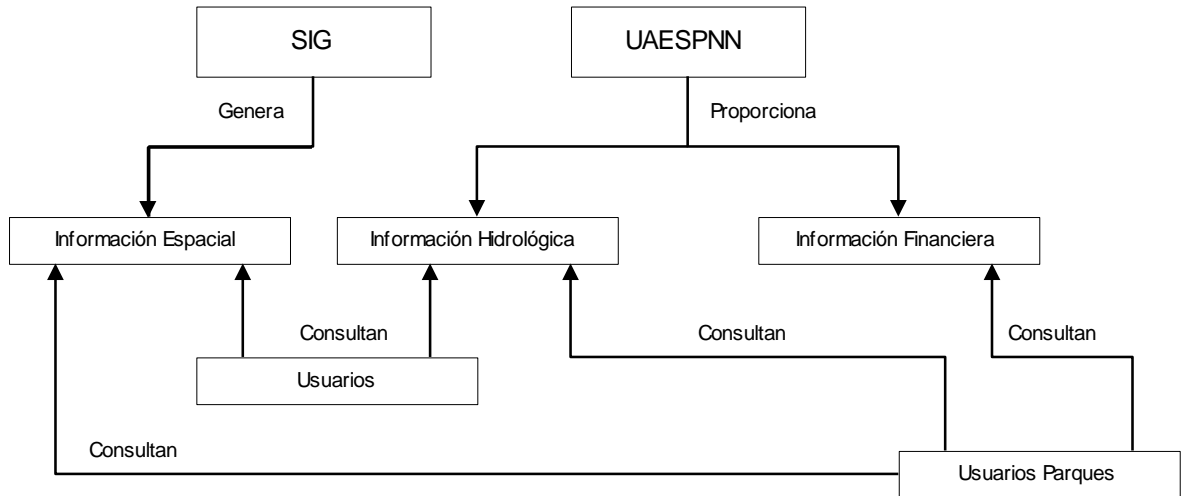 SIG
UAESPNN
Genera
Proporciona
Información Espacial
Información Hidrológica
Información Financiera
Consultan
Consultan
Consultan
Usuarios
Consultan
Usuarios Parques